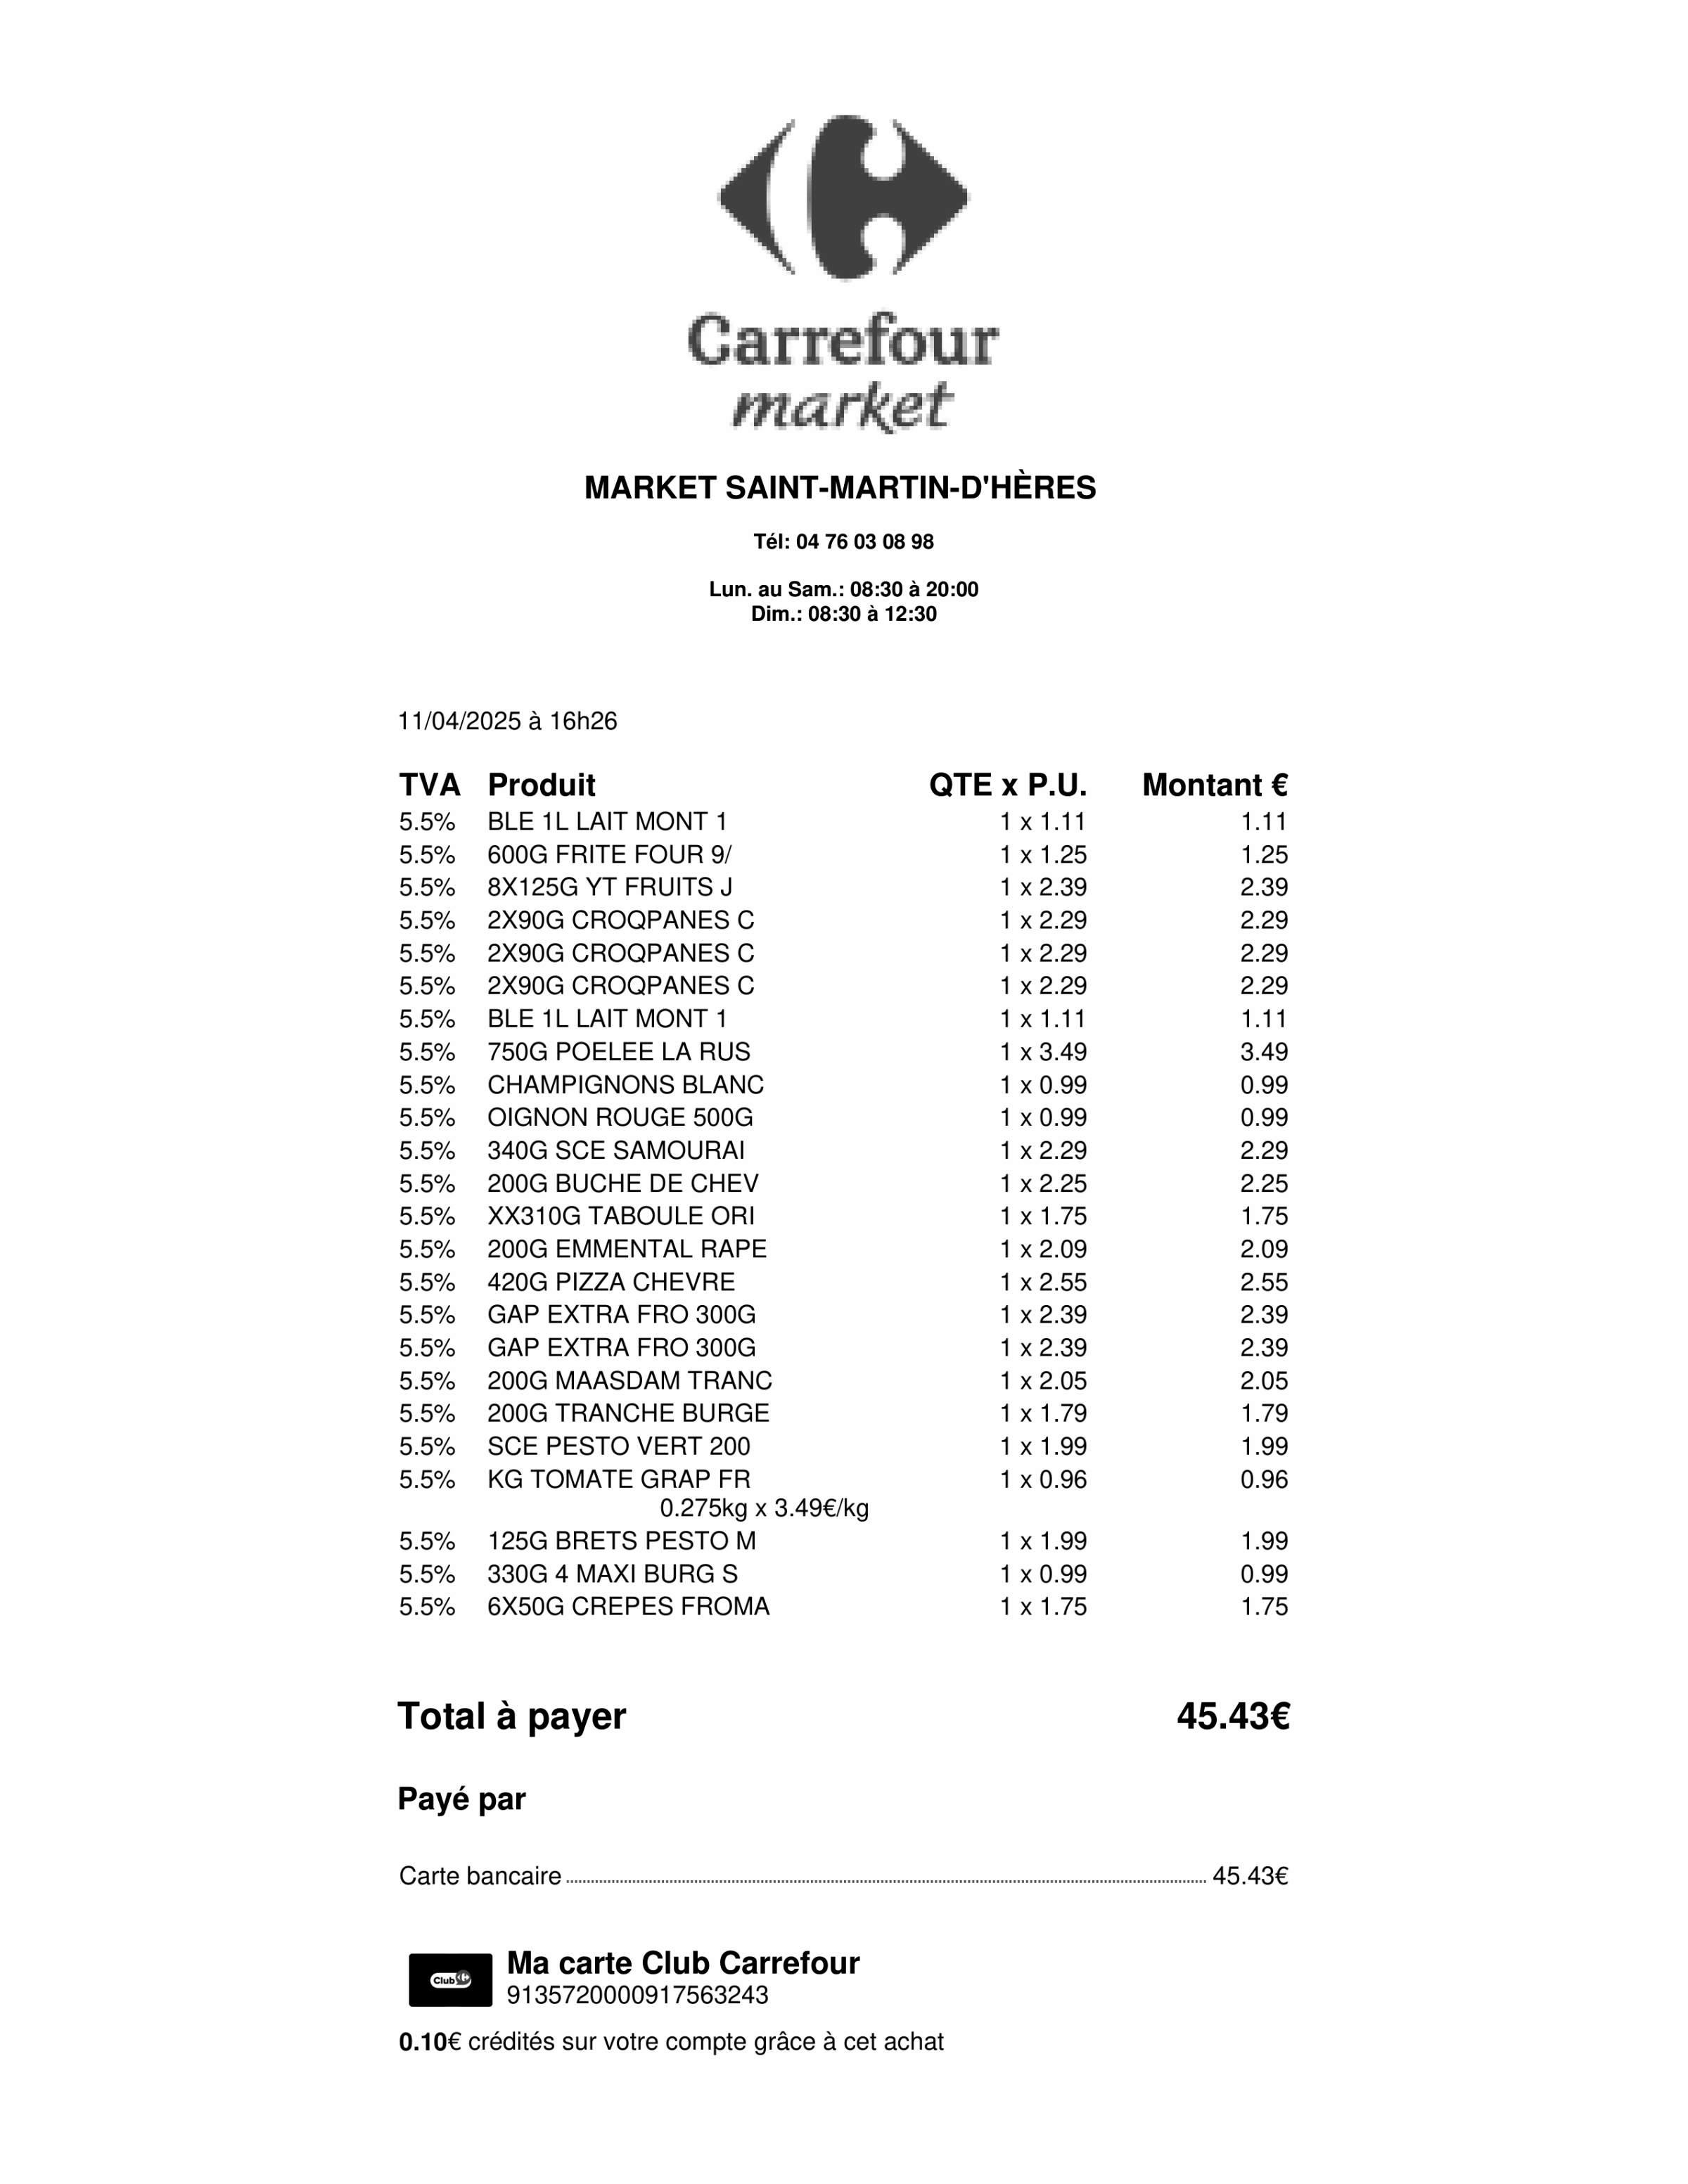 Carrefour
market
MARKET SAINT-MARTIN-D'HÈRES
Tél: 04 76 03 08 98
Lun. au Sam.: 08:30 à 20:00
Dim.: 08:30 à 12:30
11/04/2025 à 16h26
TVA Produit QTE x P.U. Montant €
5.5% BLE 1L LAIT MONT 1 1 x 1.11 1.11
5.5% 600G FRITE FOUR 9/ 1 x 1.25 1.25
5.5% 8X125G YT FRUITS J 1 x 2.39 2.39
5.5% 2X90G CROQPANES C 1 x 2.29 2.29
5.5% 2X90G CROQPANES C 1 x 2.29 2.29
5.5% 2X90G CROQPANES C 1 x 2.29 2.29
5.5% BLE 1L LAIT MONT 1 1 x 1.11 1.11
5.5% 750G POELEE LA RUS 1 x 3.49 3.49
5.5% CHAMPIGNONS BLANC 1 x 0.99 0.99
5.5% OIGNON ROUGE 500G 1 x 0.99 0.99
5.5% 340G SCE SAMOURAI 1 x 2.29 2.29
5.5% 200G BUCHE DE CHEV 1 x 2.25 2.25
5.5% XX310G TABOULE ORI 1 x 1.75 1.75
5.5% 200G EMMENTAL RAPE 1 x 2.09 2.09
5.5% 420G PIZZA CHEVRE 1 x 2.55 2.55
5.5% GAP EXTRA FRO 300G 1 x 2.39 2.39
5.5% GAP EXTRA FRO 300G 1 x 2.39 2.39
5.5% 200G MAASDAM TRANC 1 x 2.05 2.05
5.5% 200G TRANCHE BURGE 1 x 1.79 1.79
5.5% SCE PESTO VERT 200 1 x 1.99 1.99
5.5% KG TOMATE GRAP FR 1 x 0.96 0.96
0.275kg x 3.49€/kg
5.5% 125G BRETS PESTO M 1 x 1.99 1.99
5.5% 330G 4 MAXI BURG S 1 x 0.99 0.99
5.5% 6X50G CREPES FROMA 1 x 1.75 1.75
Total à payer 45.43€
Payé par
Carte bancaire 45.43€
Club
Ma carte Club Carrefour
9135720000917563243
0.10€ crédités sur votre compte grâce à cet achat